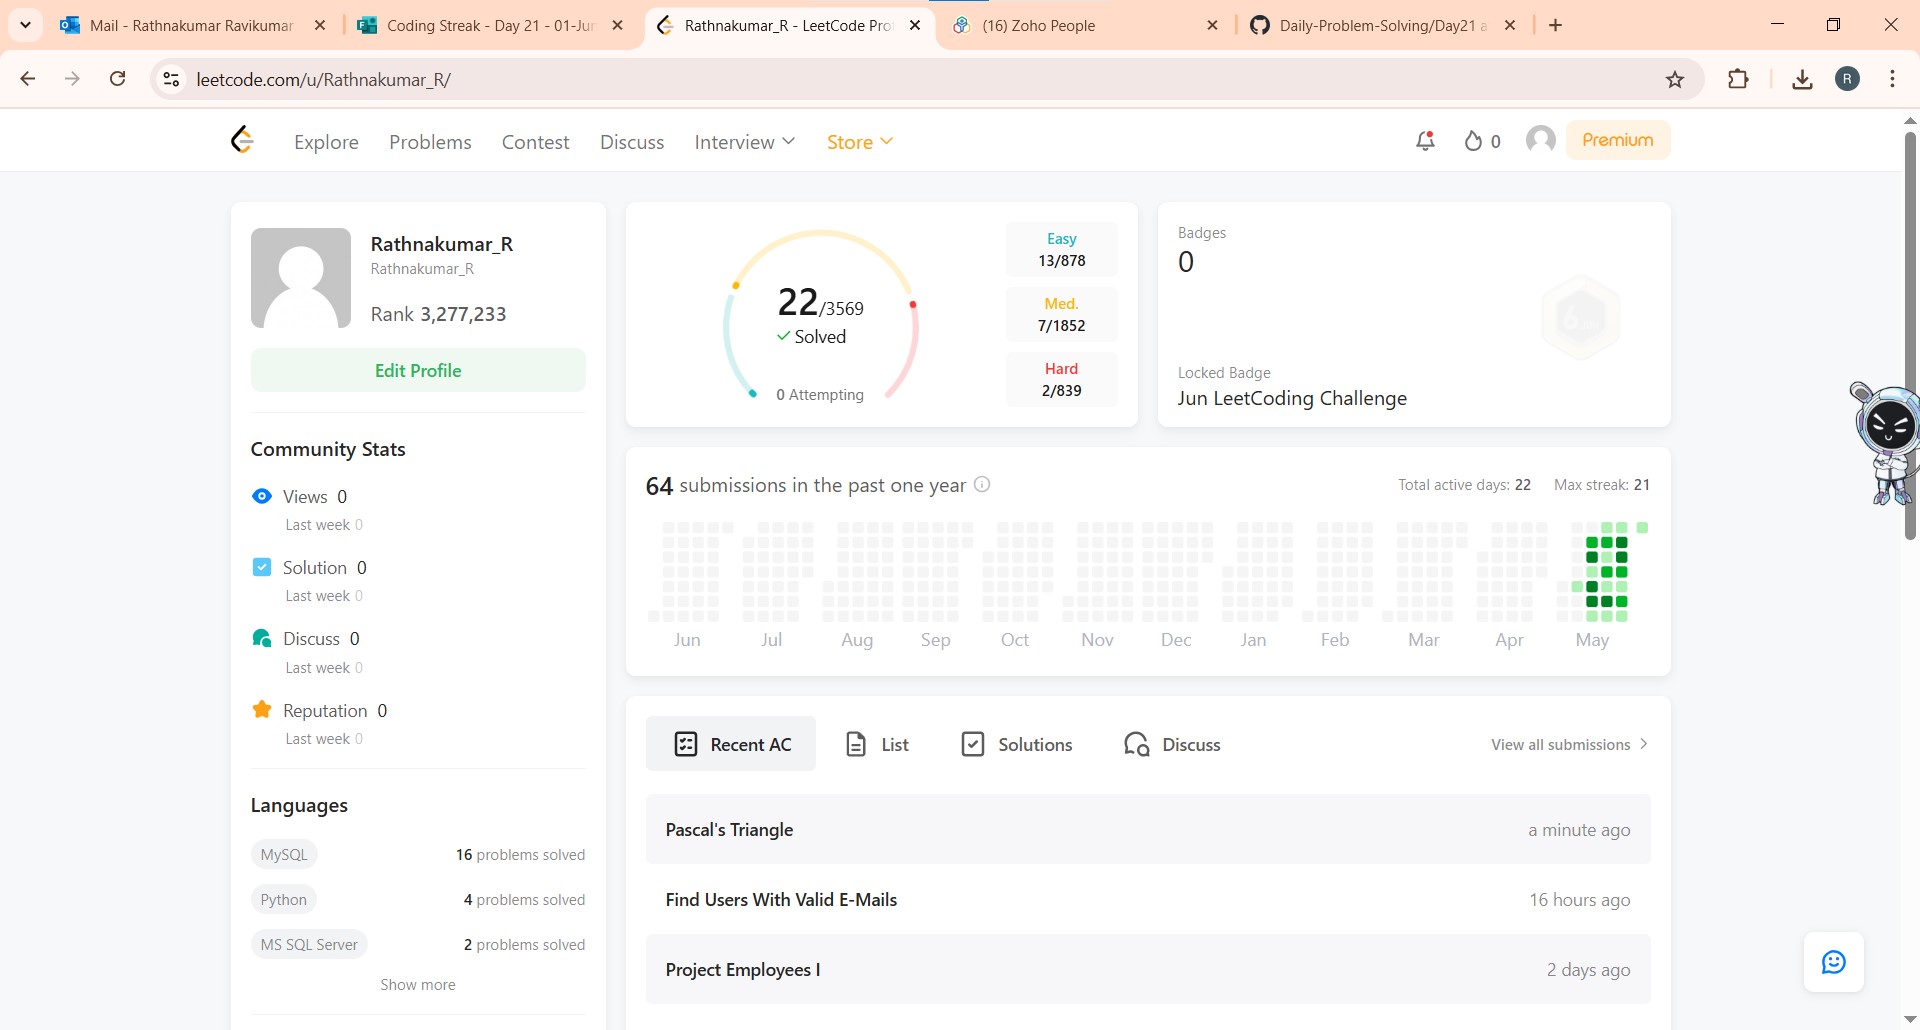 Mail - Rathnakumar Ravikumar
Coding Streak - Day 21 - 01-Jun
Rathnakumar_R - LeetCode Pro
(16) Zoho People
Daily-Problem-Solving/Day21 a
leetcode.com/u/Rathnakumar_R/
R
Explore
Problems
Contest
Discuss
Interview
Store
0
Premium
Rathnakumar_R
Rathnakumar_R
Rank 3,277,233
Edit Profile
Community Stats
Views 0
Last week 0
Solution 0
Last week 0
Discuss 0
Last week 0
Reputation 0
Last week 0
Languages
MySQL 16 problems solved
Python 4 problems solved
MS SQL Server 2 problems solved
Show more
22/3569
Solved
0 Attempting
Easy
13/878
Med.
7/1852
Hard
2/839
Badges
0
Locked Badge
Jun LeetCoding Challenge
64 submissions in the past one year
Total active days: 22 Max streak: 21
Jun Jul Aug Sep Oct Nov Dec Jan Feb Mar Apr May
Recent AC
List
Solutions
Discuss
View all submissions
Pascal's Triangle a minute ago
Find Users With Valid E-Mails 16 hours ago
Project Employees I 2 days ago